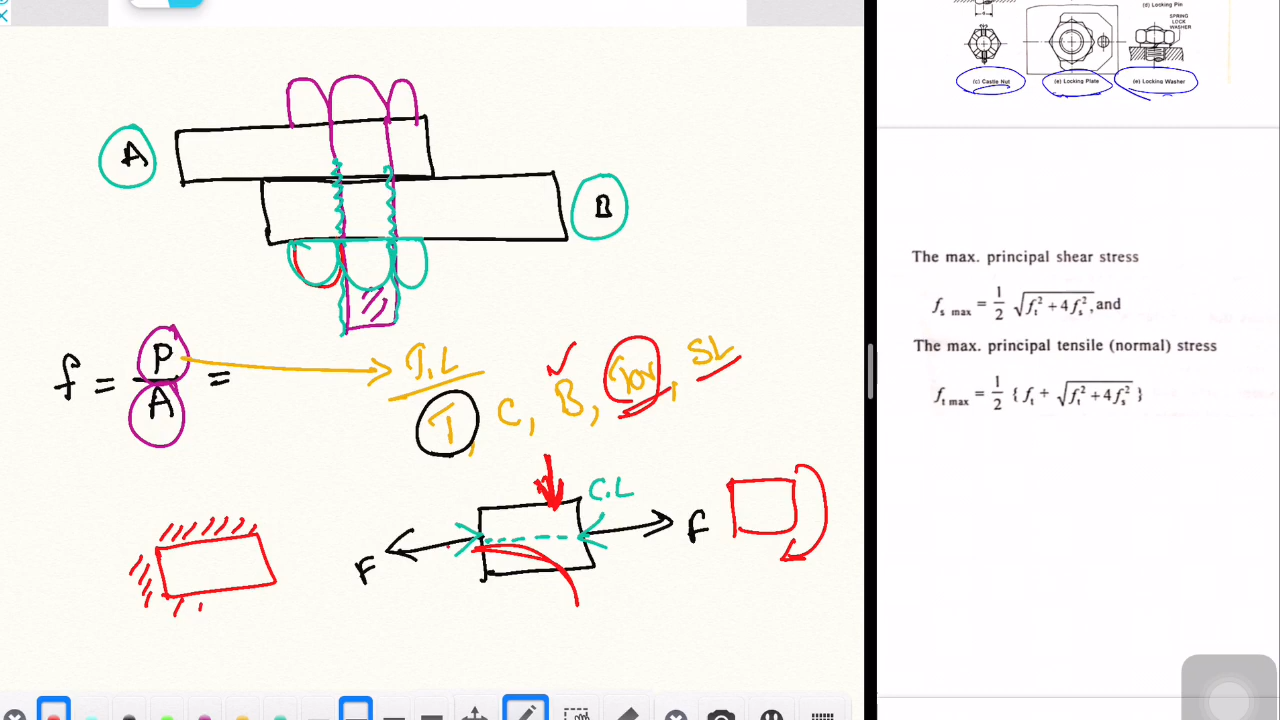 A
B
f = P/A =
T.L
T, C, B, Tor, SL
C.L
F
F
(d) Locking Pin
SPRING
LOCK
WASHER
(c) Castle Nut
(e) Locking Plate
(e) Locking Washer
The max. principal shear stress
f_s max = 1/2 √(f_t² + 4f_s²), and
The max. principal tensile (normal) stress
f_t max = 1/2 { f_t + √(f_t² + 4f_s²) }